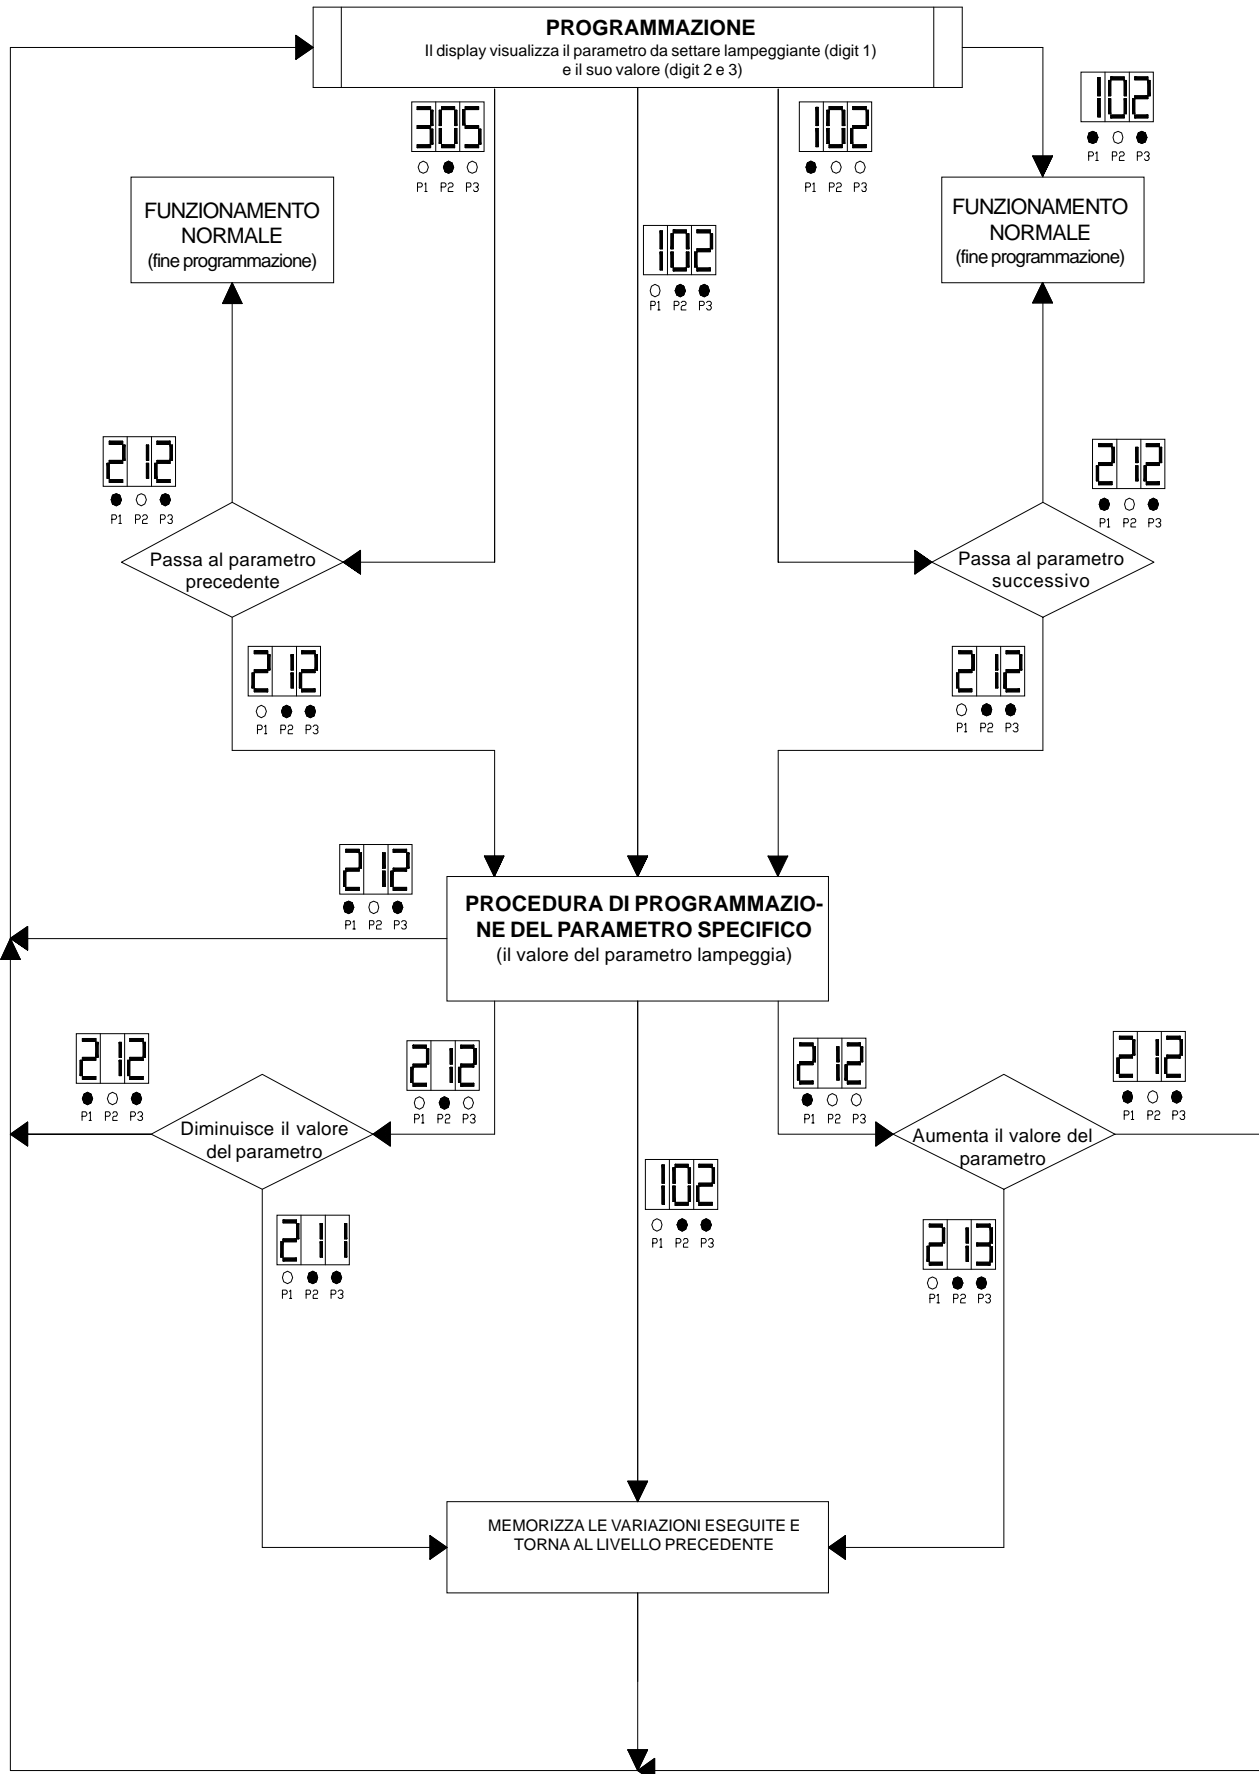 PROGRAMMAZIONE
Il display visualizza il parametro da settare lampeggiante (digit 1)
e il suo valore (digit 2 e 3)
305
P1 P2 P3
102
P1 P2 P3
102
P1 P2 P3
FUNZIONAMENTO
NORMALE
(fine programmazione)
102
P1 P2 P3
FUNZIONAMENTO
NORMALE
(fine programmazione)
212
P1 P2 P3
212
P1 P2 P3
Passa al parametro
precedente
Passa al parametro
successivo
212
P1 P2 P3
212
P1 P2 P3
212
P1 P2 P3
PROCEDURA DI PROGRAMMAZIO-
NE DEL PARAMETRO SPECIFICO
(il valore del parametro lampeggia)
212
P1 P2 P3
212
P1 P2 P3
212
P1 P2 P3
212
P1 P2 P3
Diminuisce il valore
del parametro
Aumenta il valore del
parametro
102
P1 P2 P3
211
P1 P2 P3
213
P1 P2 P3
MEMORIZZA LE VARIAZIONI ESEGUITE E
TORNA AL LIVELLO PRECEDENTE